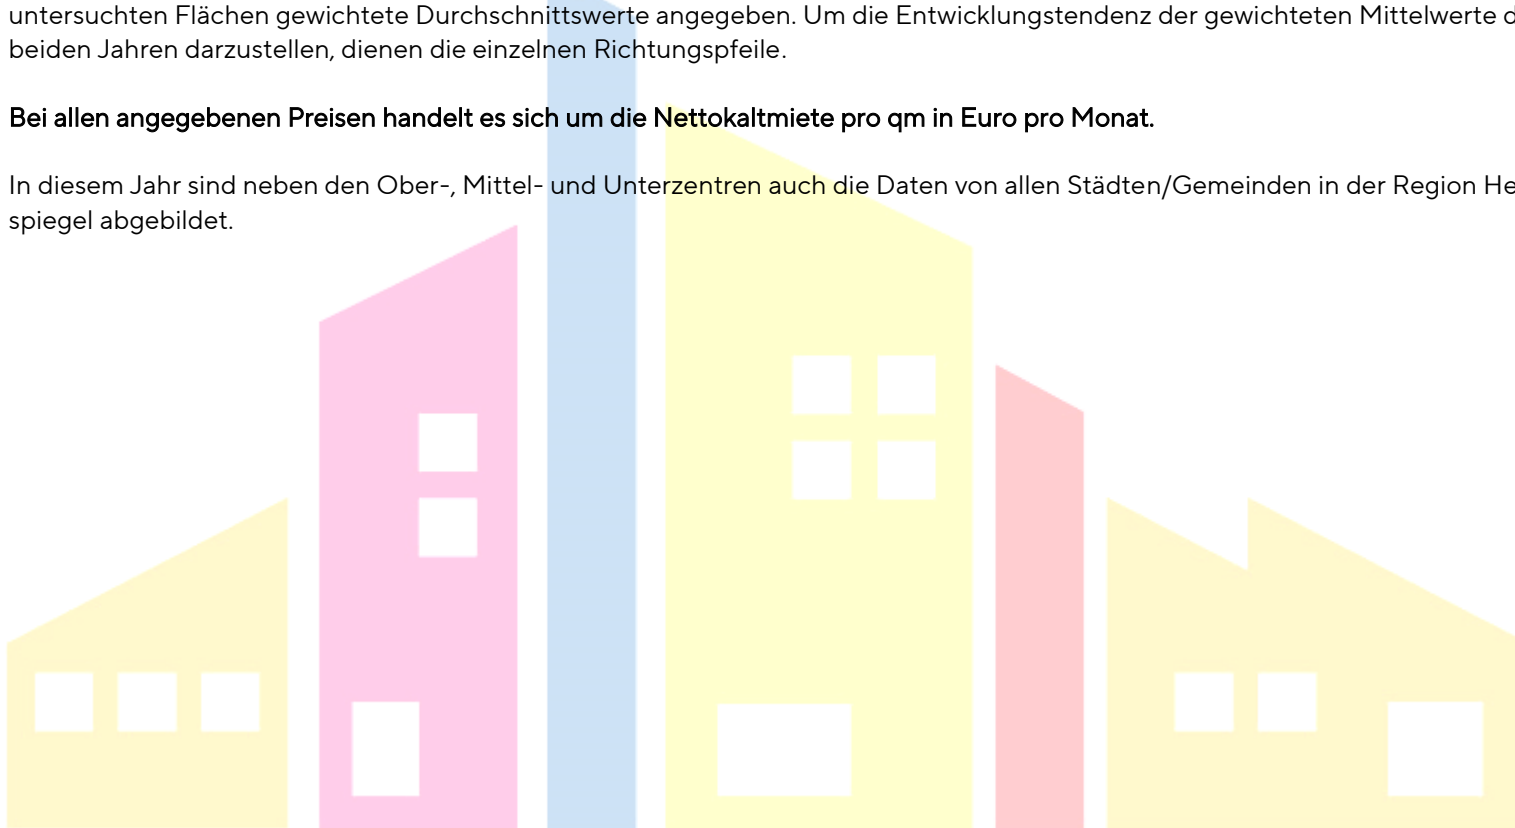 untersuchten Flächen gewichtete Durchschnittswerte angegeben. Um die Entwicklungstendenz der gewichteten Mittelwerte
beiden Jahren darzustellen, dienen die einzelnen Richtungspfeile.
Bei allen angegebenen Preisen handelt es sich um die Nettokaltmiete pro qm in Euro pro Monat.
In diesem Jahr sind neben den Ober-, Mittel- und Unterzentren auch die Daten von allen Städten/Gemeinden in der Region
spiegel abgebildet.